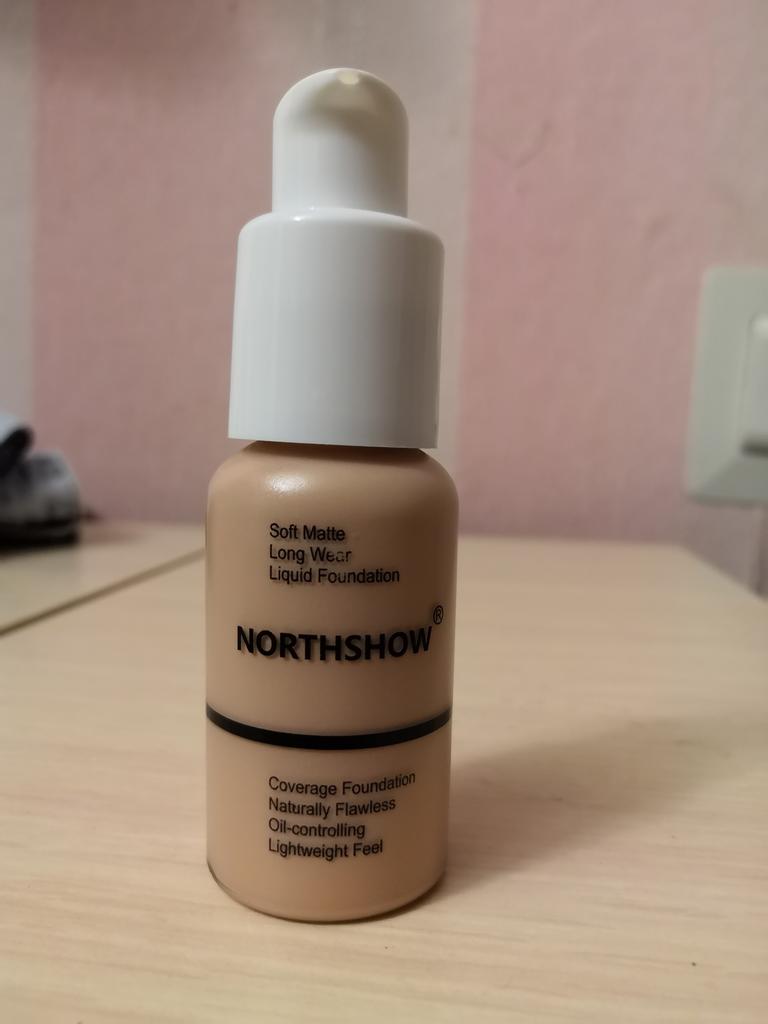 Soft Matte
Long Wear
Liquid Foundation
NORTHSHOW®
Coverage Foundation
Naturally Flawless
Oil-controlling
Lightweight Feel